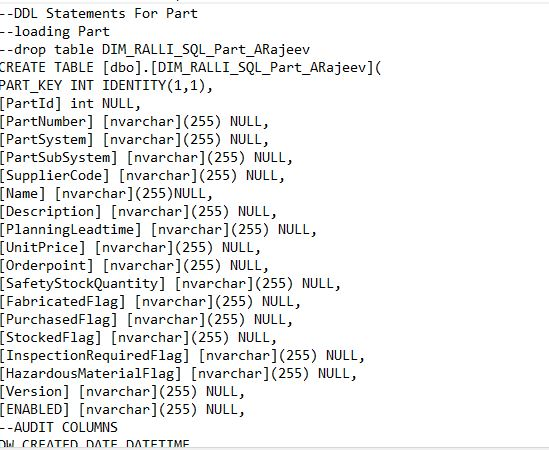 --DDL Statements For Part
--loading Part
--drop table DIM_RALLI_SQL_Part_ARajeev
CREATE TABLE [dbo].[DIM_RALLI_SQL_Part_ARajeev](
PART_KEY INT IDENTITY(1,1),
[PartId] int NULL,
[PartNumber] [nvarchar](255) NULL,
[PartSystem] [nvarchar](255) NULL,
[PartSubSystem] [nvarchar](255) NULL,
[SupplierCode] [nvarchar](255) NULL,
[Name] [nvarchar](255)NULL,
[Description] [nvarchar](255) NULL,
[PlanningLeadtime] [nvarchar](255) NULL,
[UnitPrice] [nvarchar](255) NULL,
[Orderpoint] [nvarchar](255) NULL,
[SafetyStockQuantity] [nvarchar](255) NULL,
[FabricatedFlag] [nvarchar](255) NULL,
[PurchasedFlag] [nvarchar](255) NULL,
[StockedFlag] [nvarchar](255) NULL,
[InspectionRequiredFlag] [nvarchar](255) NULL,
[HazardousMaterialFlag] [nvarchar](255) NULL,
[Version] [nvarchar](255) NULL,
[ENABLED] [nvarchar](255) NULL,
--AUDIT COLUMNS
DW_CREATED_DATE DATETIME